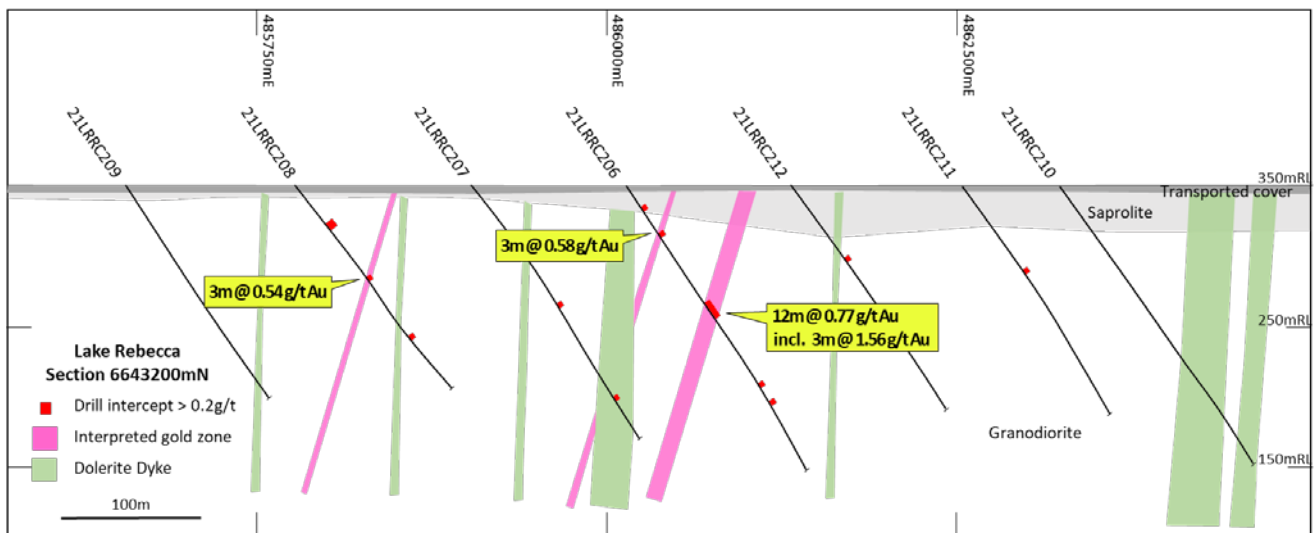 485750mE
486000mE
4862500mE
21LRRC209
21LRRC208
21LRRC207
21LRRC206
21LRRC212
21LRRC211
21LRRC210
350mRL
Transported cover
Saprolite
3m@0.58g/tAu
3m@0.54g/tAu
12m@0.77g/tAu
incl. 3m@1.56g/tAu
250mRL
Lake Rebecca
Section 6643200mN
Drill intercept > 0.2g/t
Interpreted gold zone
Dolerite Dyke
Granodiorite
150mRL
100m